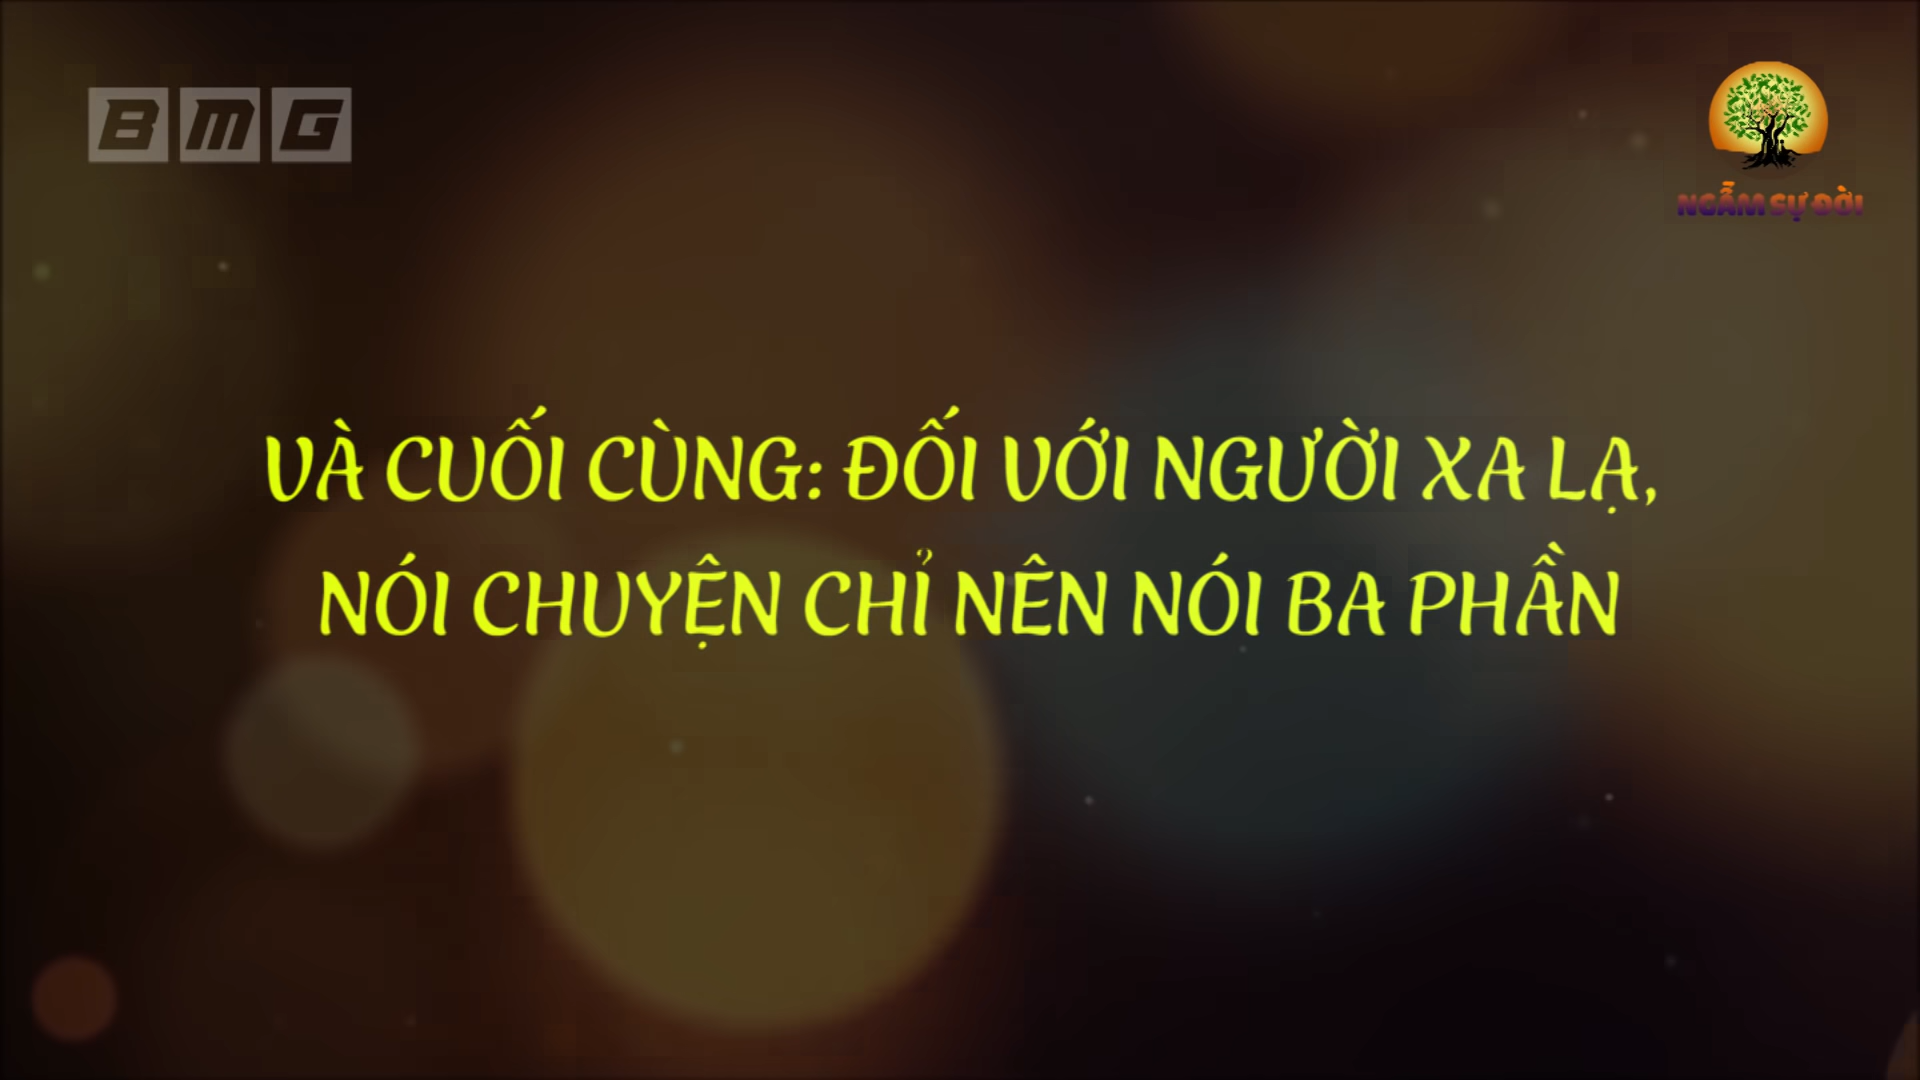 BMG
NGẪM SỰ ĐỜI
VÀ CUỐI CÙNG: ĐỐI VỚI NGƯỜI XA LẠ,
NÓI CHUYỆN CHỈ NÊN NÓI BA PHẦN